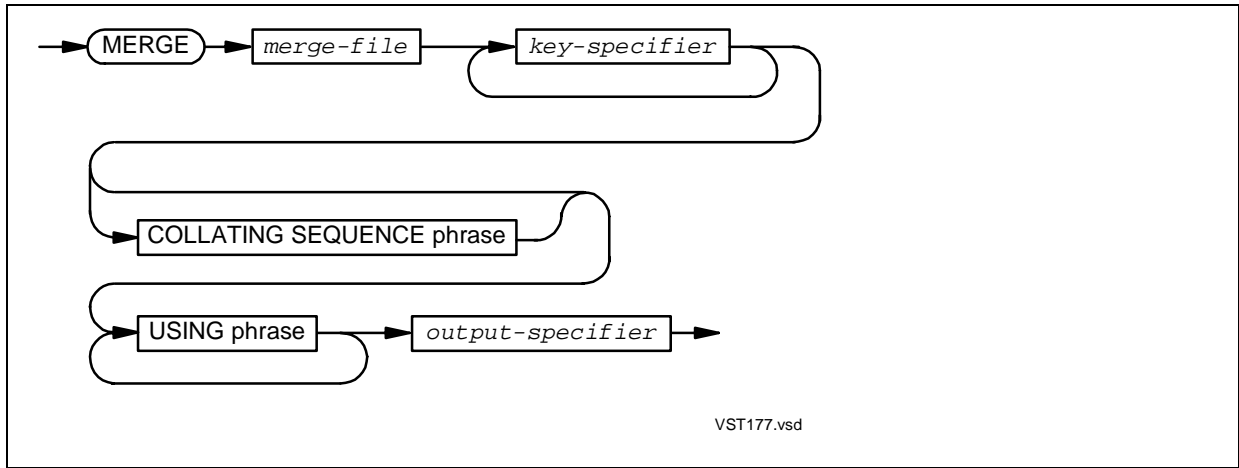 MERGE merge-file key-specifier
COLLATING SEQUENCE phrase
USING phrase output-specifier
VST177.vsd